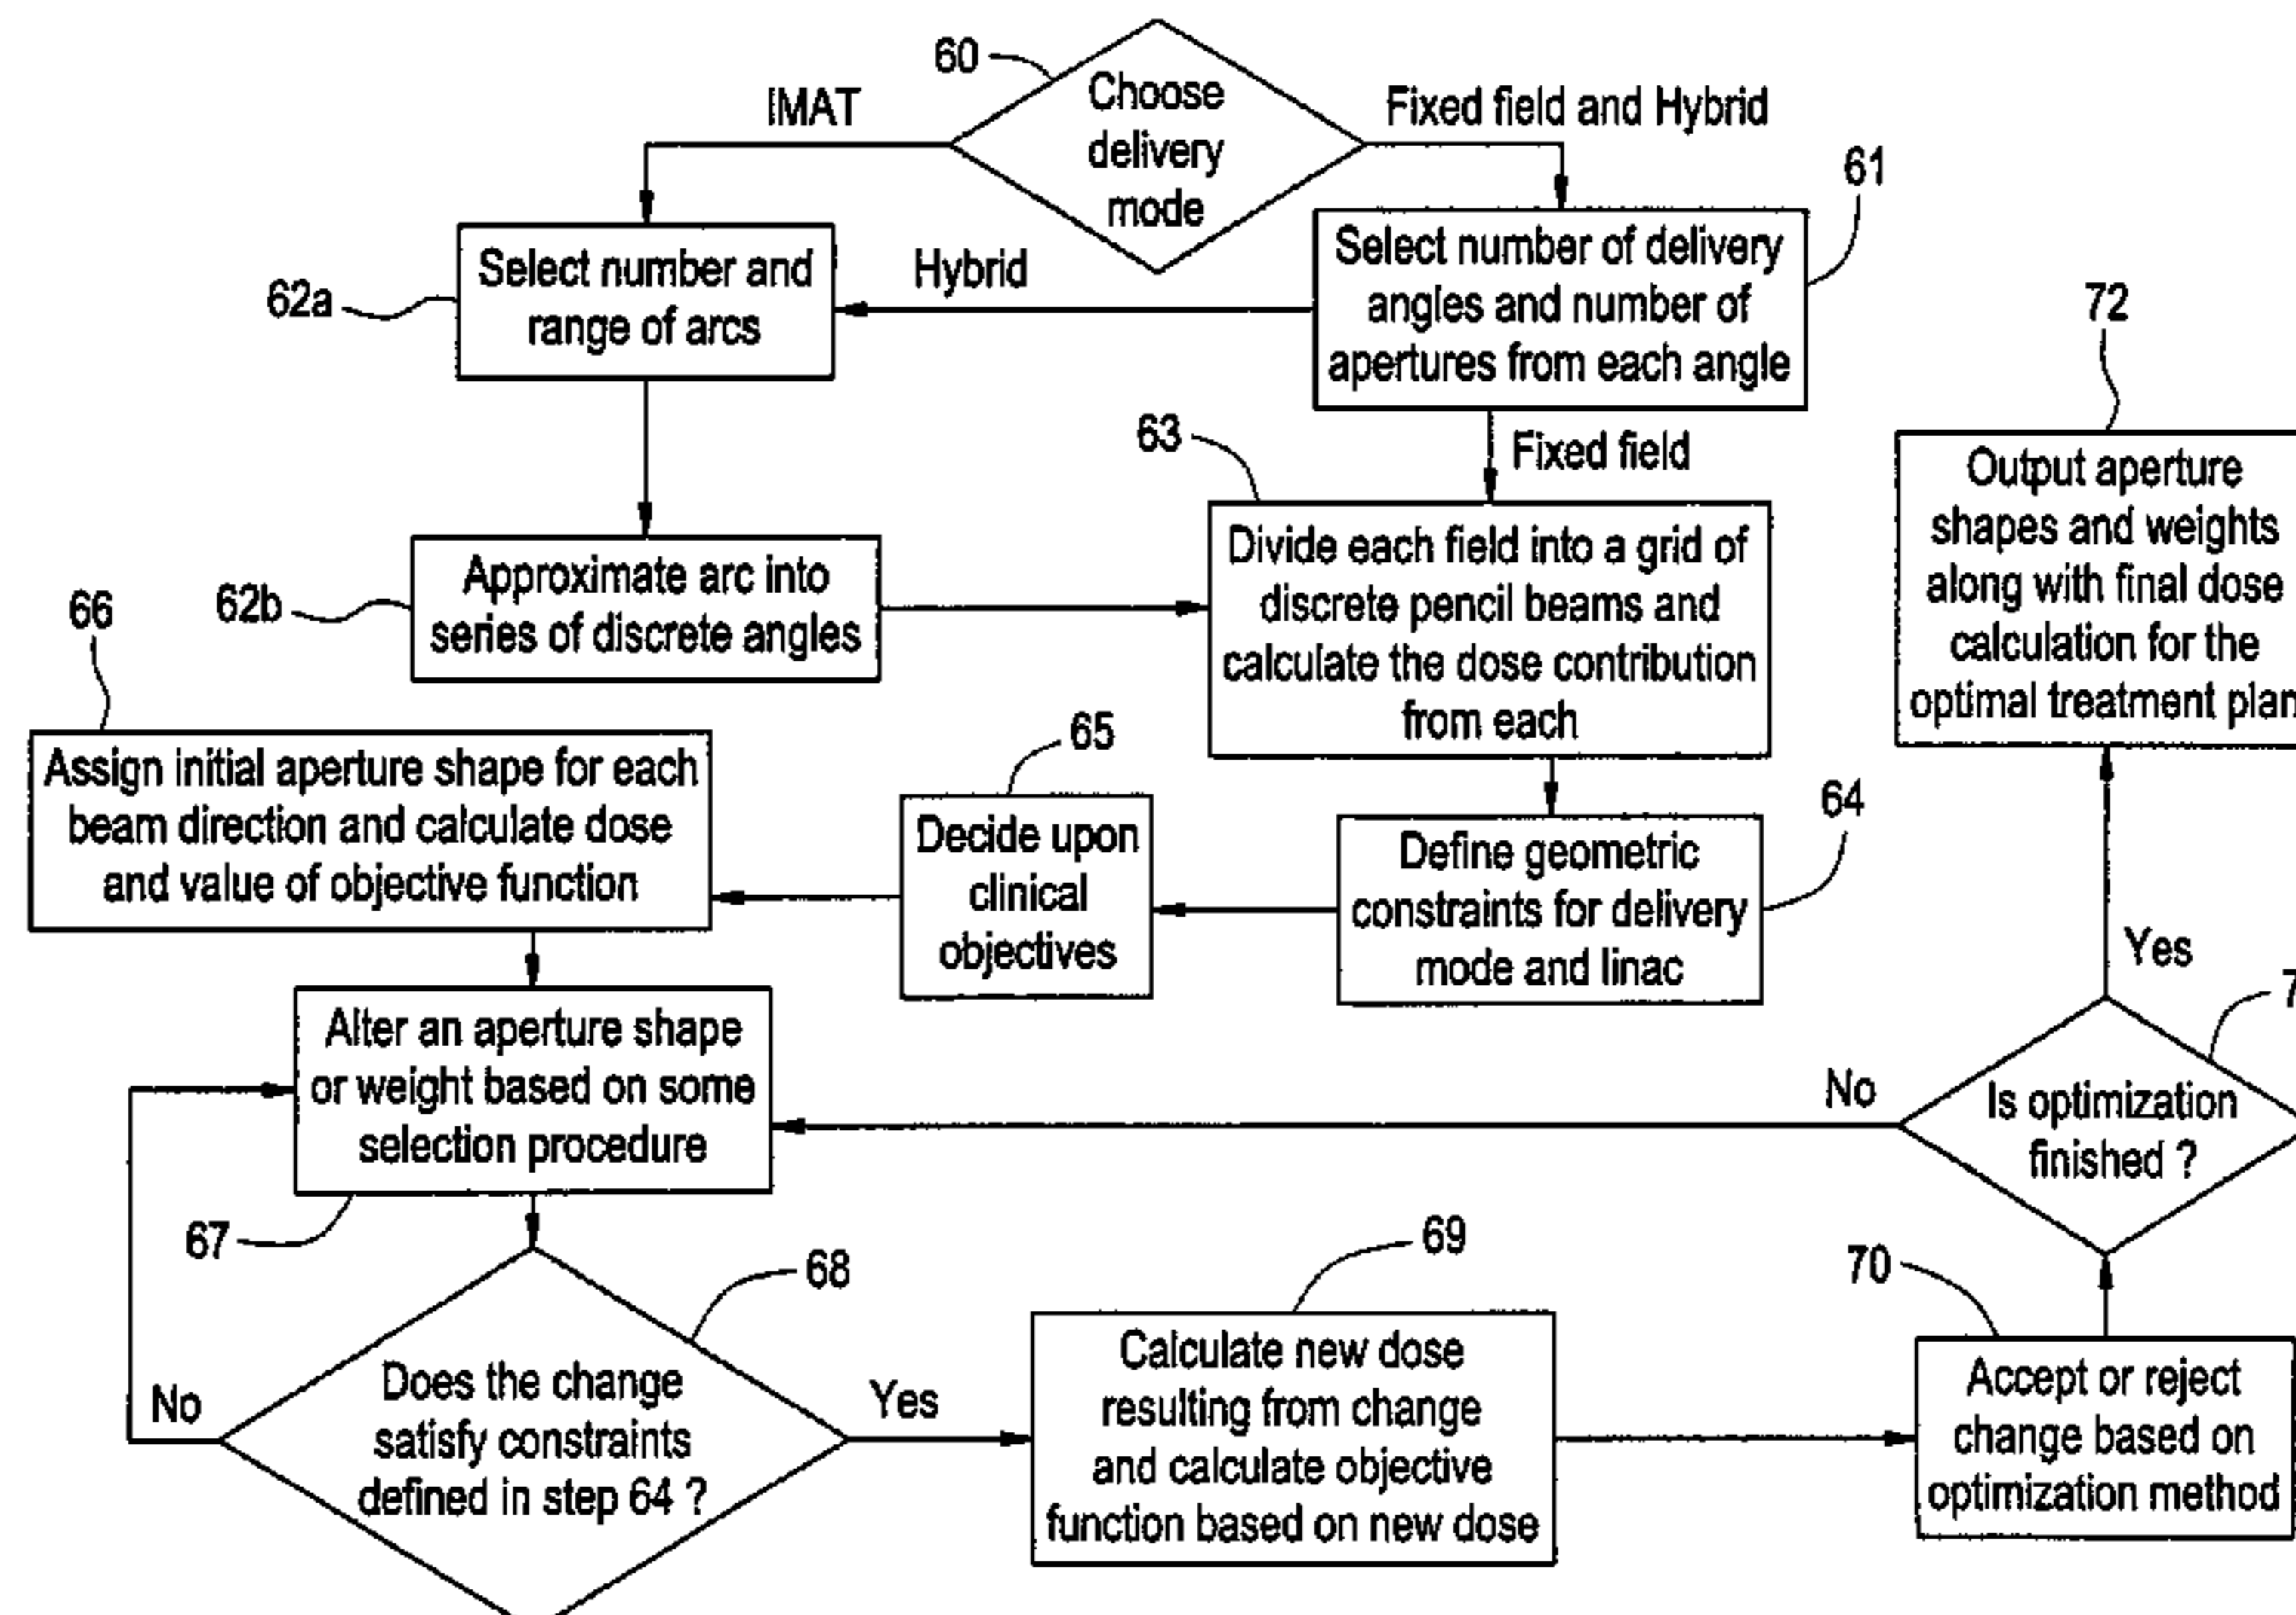 60
Choose
delivery
mode
IMAT
Fixed field and Hybrid
61
Select number of delivery
angles and number of
apertures from each angle
Hybrid
62a
Select number and
range of arcs
Fixed field
62b
Approximate arc into
series of discrete angles
63
Divide each field into a grid of
discrete pencil beams and
calculate the dose contribution
from each
64
Define geometric
constraints for delivery
mode and linac
65
Decide upon
clinical
objectives
66
Assign initial aperture shape for each
beam direction and calculate dose
and value of objective function
67
Alter an aperture shape
or weight based on some
selection procedure
68
Does the change
satisfy constraints
defined in step 64 ?
No
Yes
69
Calculate new dose
resulting from change
and calculate objective
function based on new dose
70
Accept or reject
change based on
optimization method
Is optimization
finished ?
No
Yes
72
Output aperture
shapes and weights
along with final dose
calculation for the
optimal treatment plan